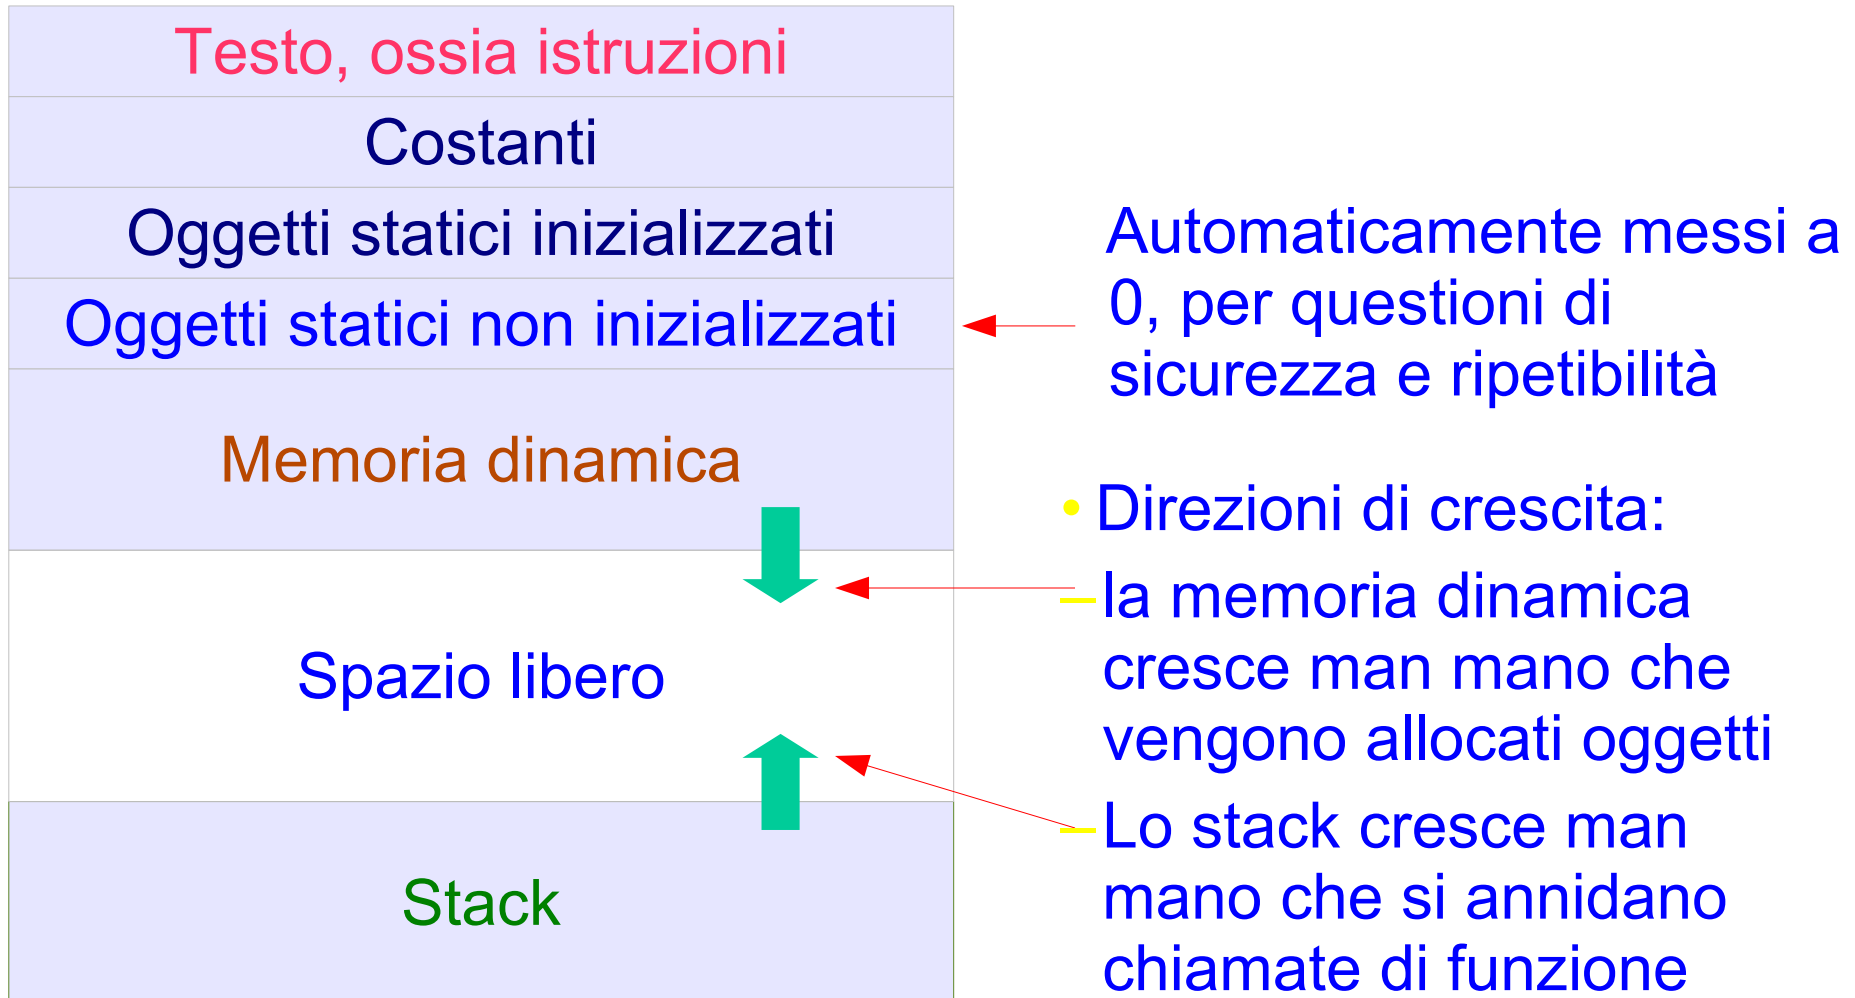 Testo, ossia istruzioni
Costanti
Oggetti statici inizializzati
Oggetti statici non inizializzati
Memoria dinamica
Spazio libero
Stack
Automaticamente messi a
0, per questioni di
sicurezza e ripetibilità
• Direzioni di crescita:
– la memoria dinamica
cresce man mano che
vengono allocati oggetti
– Lo stack cresce man
mano che si annidano
chiamate di funzione